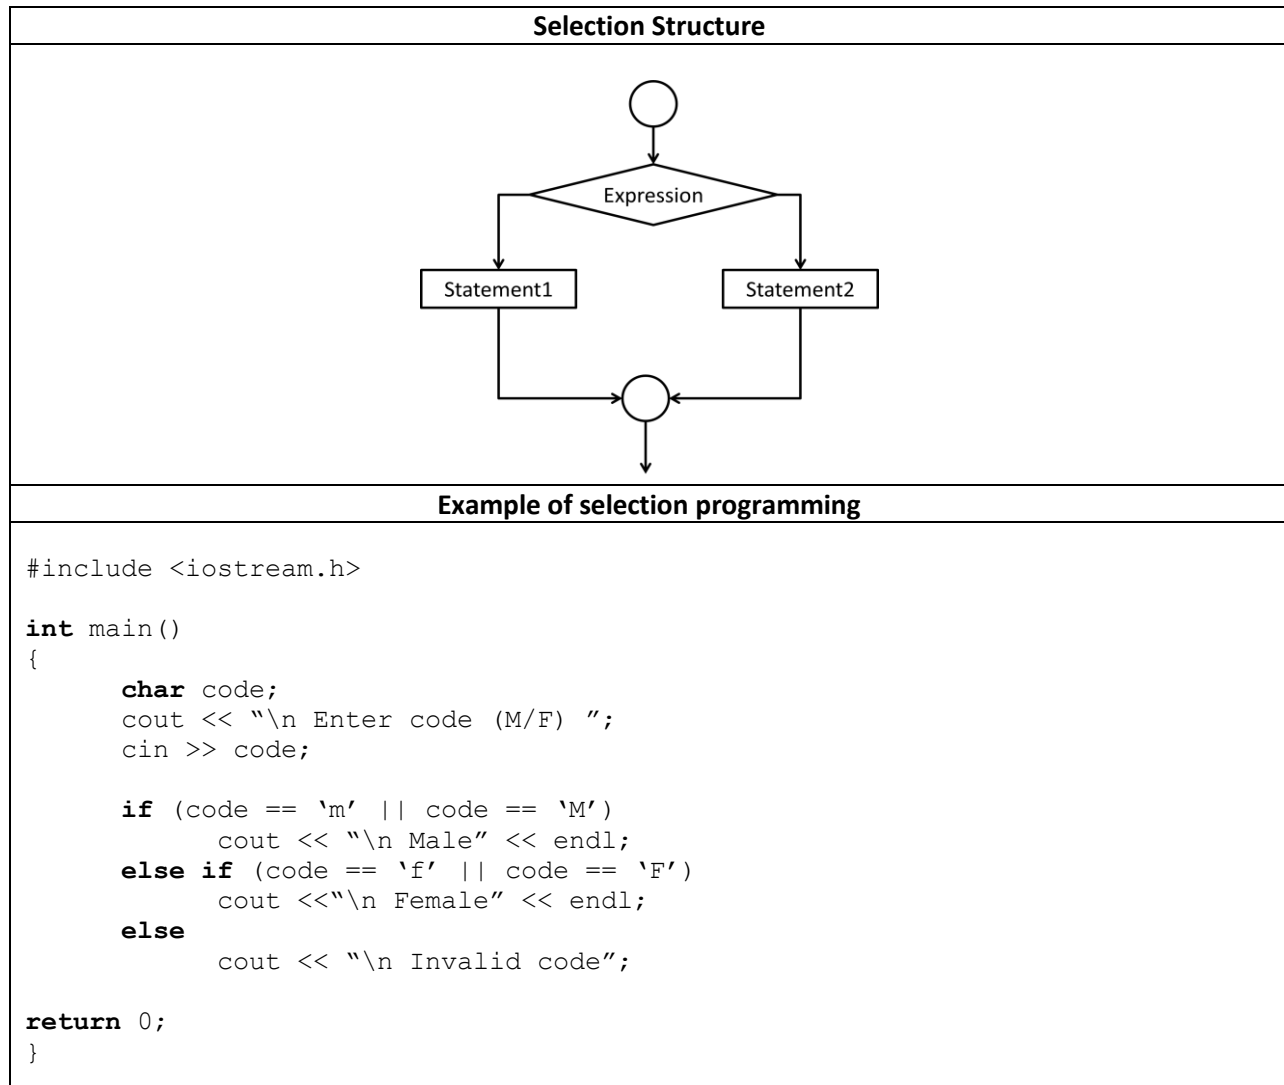 Selection Structure
Expression
Statement1
Statement2
Example of selection programming
#include <iostream.h>
int main()
{
char code;
cout << “\n Enter code (M/F) ”;
cin >> code;
if (code == ‘m’ || code == ‘M’)
cout << “\n Male” << endl;
else if (code == ‘f’ || code == ‘F’)
cout <<“\n Female” << endl;
else
cout << “\n Invalid code”;
return 0;
}